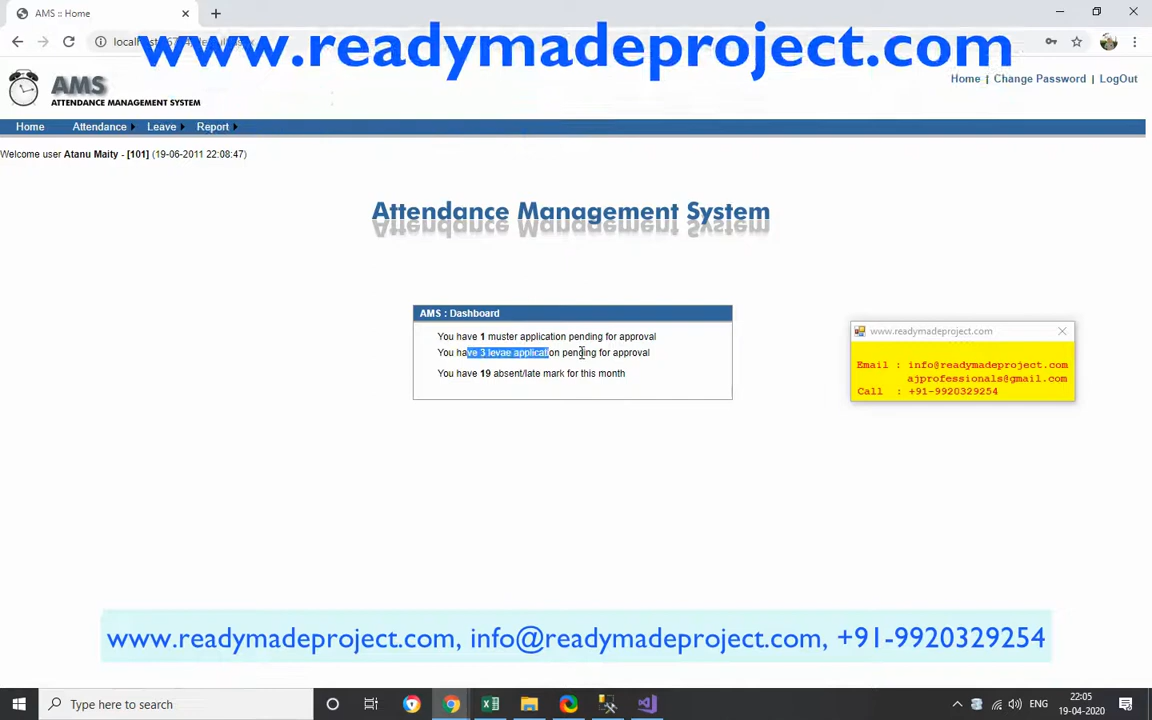 AMS :: Home
www.readymadeproject.com
AMS
ATTENDANCE MANAGEMENT SYSTEM
Home | Change Password | LogOut
Home Attendance Leave Report
Welcome user Atanu Maity - [101] (19-06-2011 22:08:47)
Attendance Management System
AMS : Dashboard
You have 1 muster application pending for approval
You have 3 levae application pending for approval
You have 19 absent/late mark for this month
www.readymadeproject.com
Email : info@readymadeproject.com
ajprofessionals@gmail.com
Call : +91-9920329254
www.readymadeproject.com, info@readymadeproject.com, +91-9920329254
Type here to search
ENG
22:05
19-04-2020